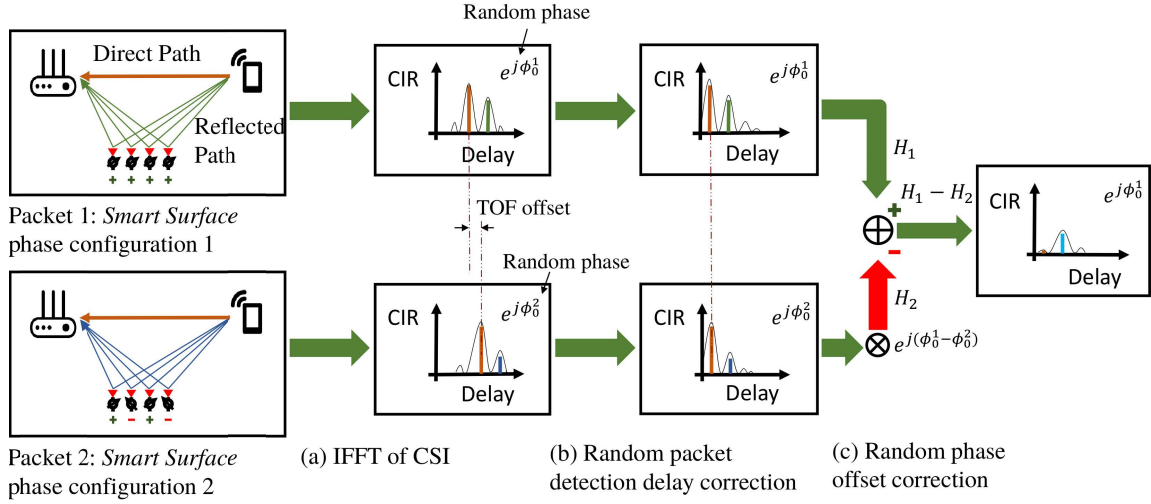 Random phase
Direct Path
Reflected
Path
+ + + +
Packet 1: Smart Surface
phase configuration 1
CIR
e^{jϕ_0^1}
Delay
CIR
e^{jϕ_0^1}
Delay
H_1
H_1 − H_2
+
−
CIR
e^{jϕ_0^1}
Delay
TOF offset
Random phase
+ − + −
Packet 2: Smart Surface
phase configuration 2
CIR
e^{jϕ_0^2}
Delay
CIR
e^{jϕ_0^2}
Delay
H_2
e^{j(ϕ_0^1−ϕ_0^2)}
(a) IFFT of CSI
(b) Random packet
detection delay correction
(c) Random phase
offset correction